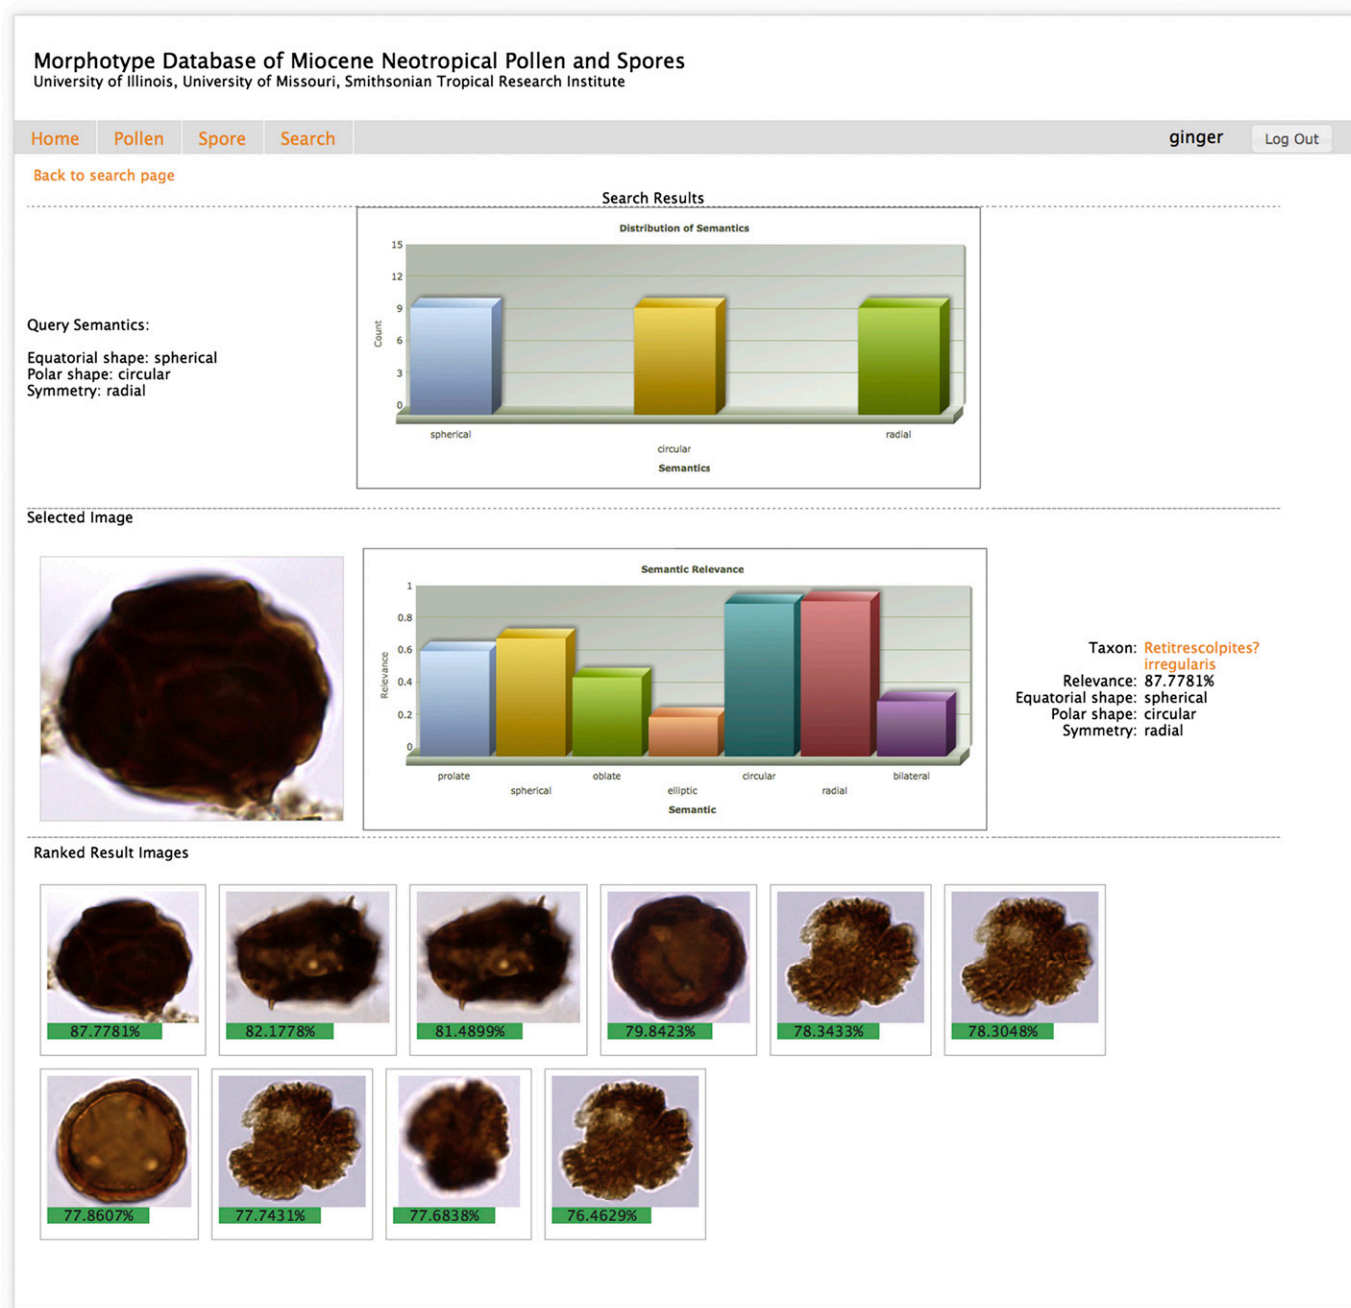 Morphotype Database of Miocene Neotropical Pollen and Spores
University of Illinois, University of Missouri, Smithsonian Tropical Research Institute
Home Pollen Spore Search ginger Log Out
Back to search page
Search Results
Query Semantics:
Equatorial shape: spherical
Polar shape: circular
Symmetry: radial
Distribution of Semantics
15
12
9
6
3
0
Count
spherical
circular
radial
Semantics
Selected Image
Semantic Relevance
1
0.8
0.6
0.4
0.2
0
Relevance
prolate
spherical
oblate
elliptic
circular
radial
bilateral
Semantic
Taxon: Retitrescolpites?
irregularis
Relevance: 87.7781%
Equatorial shape: spherical
Polar shape: circular
Symmetry: radial
Ranked Result Images
87.7781% 82.1778% 81.4899% 79.8423% 78.3433% 78.3048%
77.8607% 77.7431% 77.6838% 76.4629%